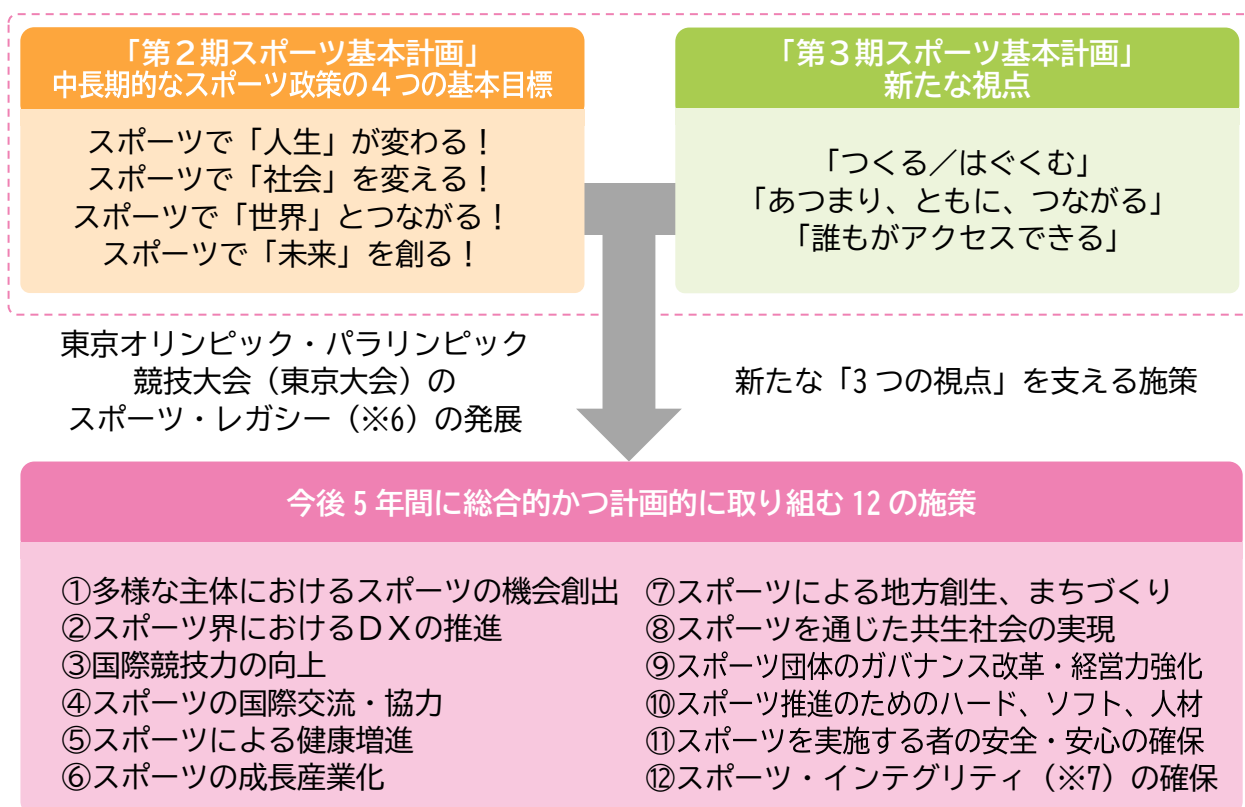 「第２期スポーツ基本計画」
中長期的なスポーツ政策の４つの基本目標
スポーツで「人生」が変わる！
スポーツで「社会」を変える！
スポーツで「世界」とつながる！
スポーツで「未来」を創る！
「第３期スポーツ基本計画」
新たな視点
「つくる／はぐくむ」
「あつまり、ともに、つながる」
「誰もがアクセスできる」
東京オリンピック・パラリンピック
競技大会（東京大会）の
スポーツ・レガシー（※6）の発展
新たな「3 つの視点」を支える施策
今後 5 年間に総合的かつ計画的に取り組む 12 の施策
①多様な主体におけるスポーツの機会創出
②スポーツ界におけるＤＸの推進
③国際競技力の向上
④スポーツの国際交流・協力
⑤スポーツによる健康増進
⑥スポーツの成長産業化
⑦スポーツによる地方創生、まちづくり
⑧スポーツを通じた共生社会の実現
⑨スポーツ団体のガバナンス改革・経営力強化
⑩スポーツ推進のためのハード、ソフト、人材
⑪スポーツを実施する者の安全・安心の確保
⑫スポーツ・インテグリティ（※7）の確保